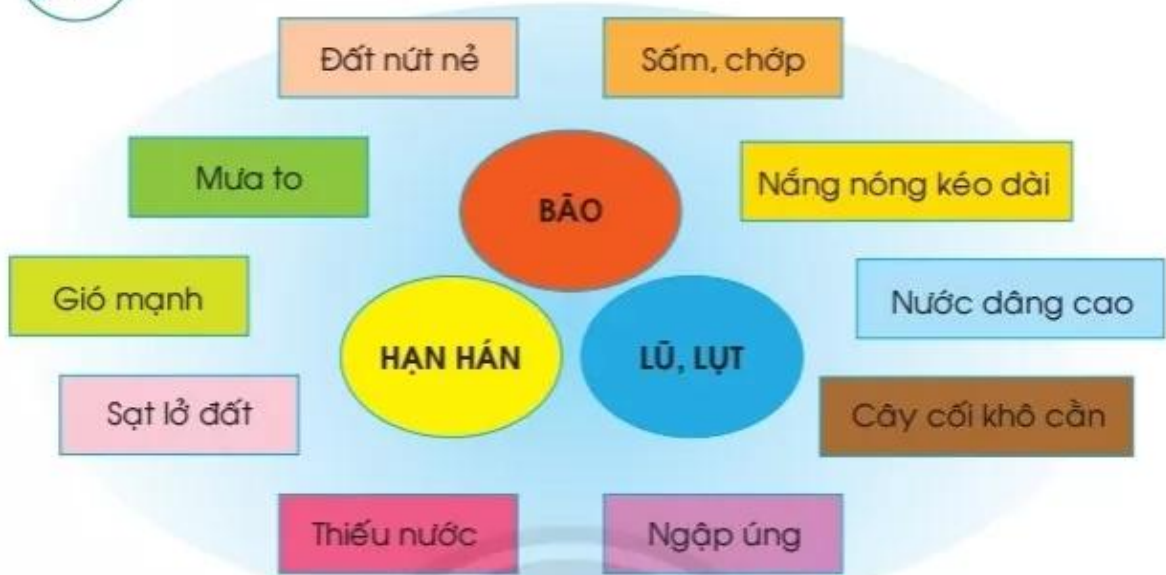 Đất nứt nẻ
Sấm, chớp
Mưa to
BÃO
Nắng nóng kéo dài
Gió mạnh
Nước dâng cao
HẠN HÁN
LŨ, LỤT
Sạt lở đất
Cây cối khô cằn
Thiếu nước
Ngập úng